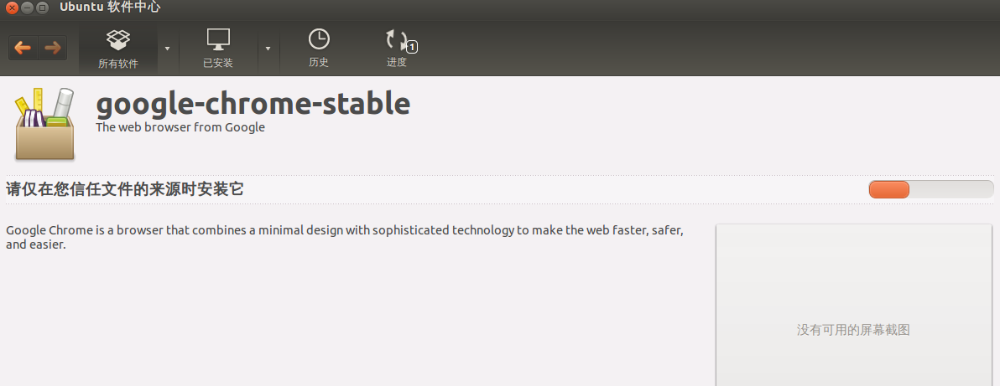 Ubuntu 软件中心
所有软件
已安装
历史
进度
1
google-chrome-stable
The web browser from Google
请仅在您信任文件的来源时安装它
Google Chrome is a browser that combines a minimal design with sophisticated technology to make the web faster, safer,
and easier.
没有可用的屏幕截图